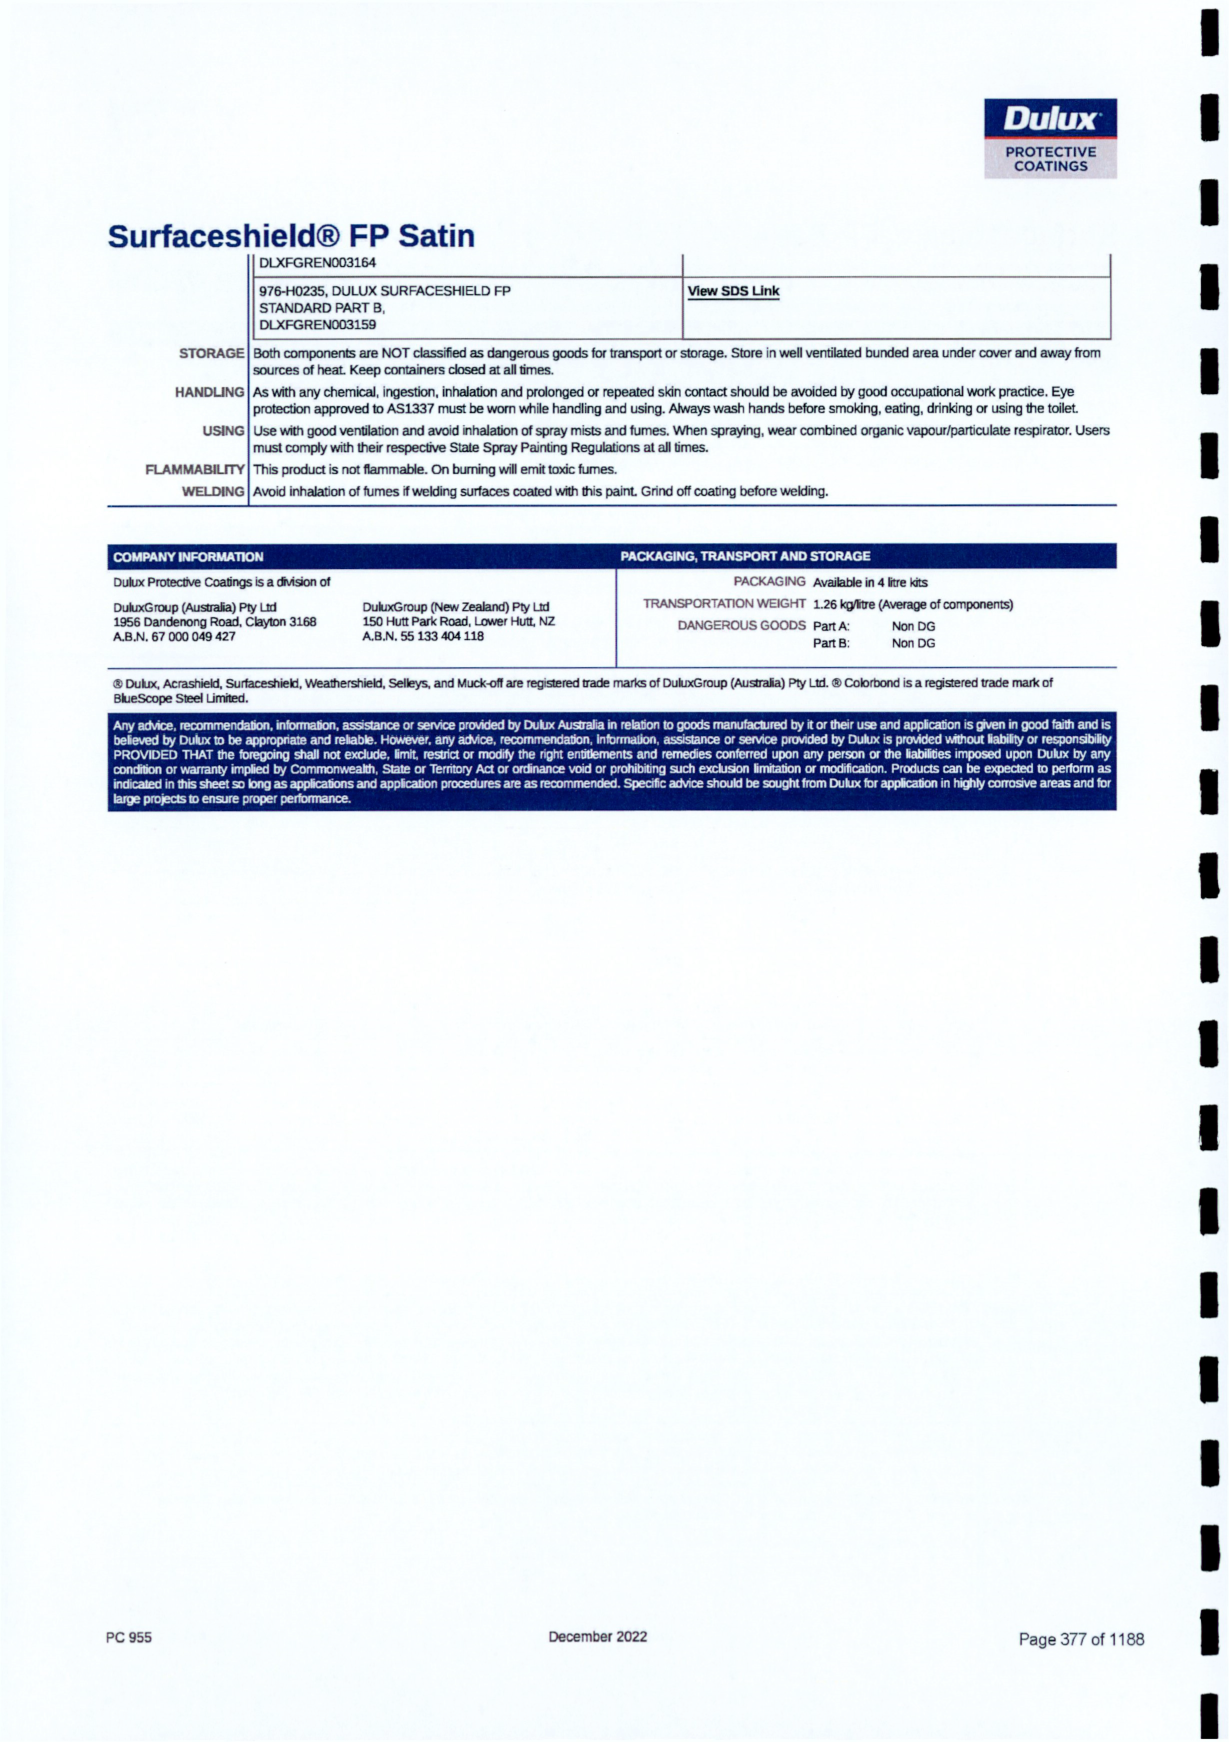 Dulux
PROTECTIVE
COATINGS
Surfaceshield® FP Satin
DLXFGREN003164
976-H0235, DULUX SURFACESHIELD FP
STANDARD PART B,
DLXFGREN003159
View SDS Link
STORAGE Both components are NOT classified as dangerous goods for transport or storage. Store in well ventilated bunded area under cover and away from
sources of heat. Keep containers closed at all times.
HANDLING As with any chemical, ingestion, inhalation and prolonged or repeated skin contact should be avoided by good occupational work practice. Eye
protection approved to AS1337 must be worn while handling and using. Always wash hands before smoking, eating, drinking or using the toilet.
USING Use with good ventilation and avoid inhalation of spray mists and fumes. When spraying, wear combined organic vapour/particulate respirator. Users
must comply with their respective State Spray Painting Regulations at all times.
FLAMMABILITY This product is not flammable. On burning will emit toxic fumes.
WELDING Avoid inhalation of fumes if welding surfaces coated with this paint. Grind off coating before welding.
COMPANY INFORMATION
Dulux Protective Coatings is a division of
DuluxGroup (Australia) Pty Ltd
1956 Dandenong Road, Clayton 3168
A.B.N. 67 000 049 427
DuluxGroup (New Zealand) Pty Ltd
150 Hutt Park Road, Lower Hutt, NZ
A.B.N. 55 133 404 118
PACKAGING, TRANSPORT AND STORAGE
PACKAGING Available in 4 litre kits
TRANSPORTATION WEIGHT 1.26 kg/litre (Average of components)
DANGEROUS GOODS Part A: Non DG
Part B: Non DG
® Dulux, Acrashield, Surfaceshield, Weathershield, Selleys, and Muck-off are registered trade marks of DuluxGroup (Australia) Pty Ltd. ® Colorbond is a registered trade mark of
BlueScope Steel Limited.
Any advice, recommendation, information, assistance or service provided by Dulux Australia in relation to goods manufactured by it or their use and application is given in good faith and is
believed by Dulux to be appropriate and reliable. However, any advice, recommendation, information, assistance or service provided by Dulux is provided without liability or responsibility
PROVIDED THAT the foregoing shall not exclude, limit, restrict or modify the right entitlements and remedies conferred upon any person or the liabilities imposed upon Dulux by any
condition or warranty implied by Commonwealth, State or Territory Act or ordinance void or prohibiting such exclusion limitation or modification. Products can be expected to perform as
indicated in this sheet so long as applications and application procedures are as recommended. Specific advice should be sought from Dulux for application in highly corrosive areas and for
large projects to ensure proper performance.
PC 955
December 2022
Page 377 of 1188